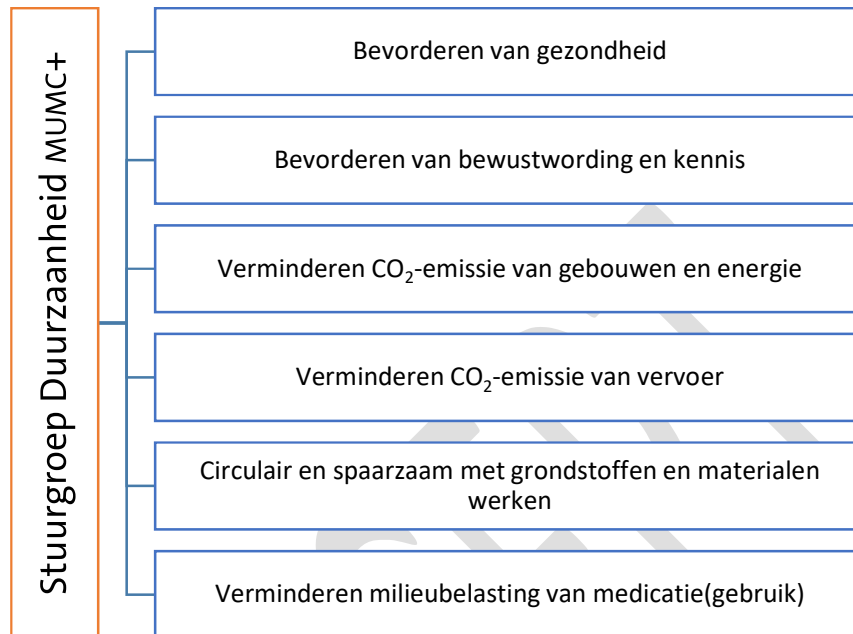 Stuurgroep Duurzaanheid MUMC+
Bevorderen van gezondheid
Bevorderen van bewustwording en kennis
Verminderen CO₂-emissie van gebouwen en energie
Verminderen CO₂-emissie van vervoer
Circulair en spaarzaam met grondstoffen en materialen
werken
Verminderen milieubelasting van medicatie(gebruik)